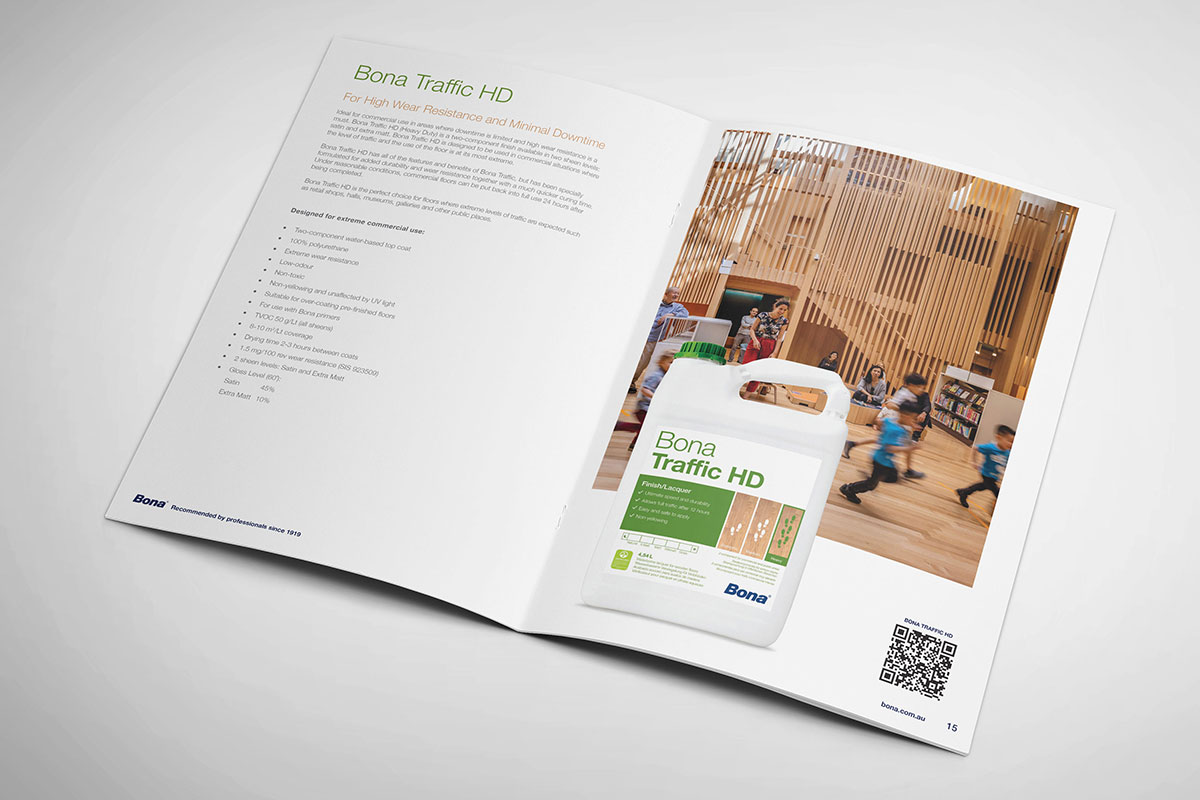 Bona Traffic HD
For High Wear Resistance and Minimal Downtime
Ideal for commercial use in areas where downtime is limited and high wear resistance is a
must. Bona Traffic HD (Heavy Duty) is a two-component finish available in two sheen levels:
satin and extra matt. Bona Traffic HD is designed to be used in commercial situations where
the level of traffic and the use of the floor is at its most extreme.
Bona Traffic HD has all of the features and benefits of Bona Traffic, but has been specially
formulated for added durability and wear resistance together with a much quicker curing time.
Under reasonable conditions, commercial floors can be put back into full use 24 hours after
being completed.
Bona Traffic HD is the perfect choice for floors where extreme levels of traffic are expected such
as retail shops, halls, museums, galleries and other public places.
Designed for extreme commercial use:
• Two-component water-based top coat
• 100% polyurethane
• Extreme wear resistance
• Low-odour
• Non-toxic
• Non-yellowing and unaffected by UV light
• Suitable for over-coating pre-finished floors
• For use with Bona primers
• TVOC 50 g/Lt (all sheens)
• 8-10 m²/Lt coverage
• Drying time 2-3 hours between coats
• 1.5 mg/100 rev wear resistance (SIS 923509)
• 2 sheen levels: Satin and Extra Matt
• Gloss Level (60°):
Satin 45%
Extra Matt 10%
Bona® Recommended by professionals since 1919
Bona
Traffic HD
Finish/Lacquer
✓ Ultimate speed and durability
✓ Allows full traffic after 12 hours
✓ Easy and safe to apply
✓ Non yellowing
4,54 L
Bona®
BONA TRAFFIC HD
bona.com.au
15